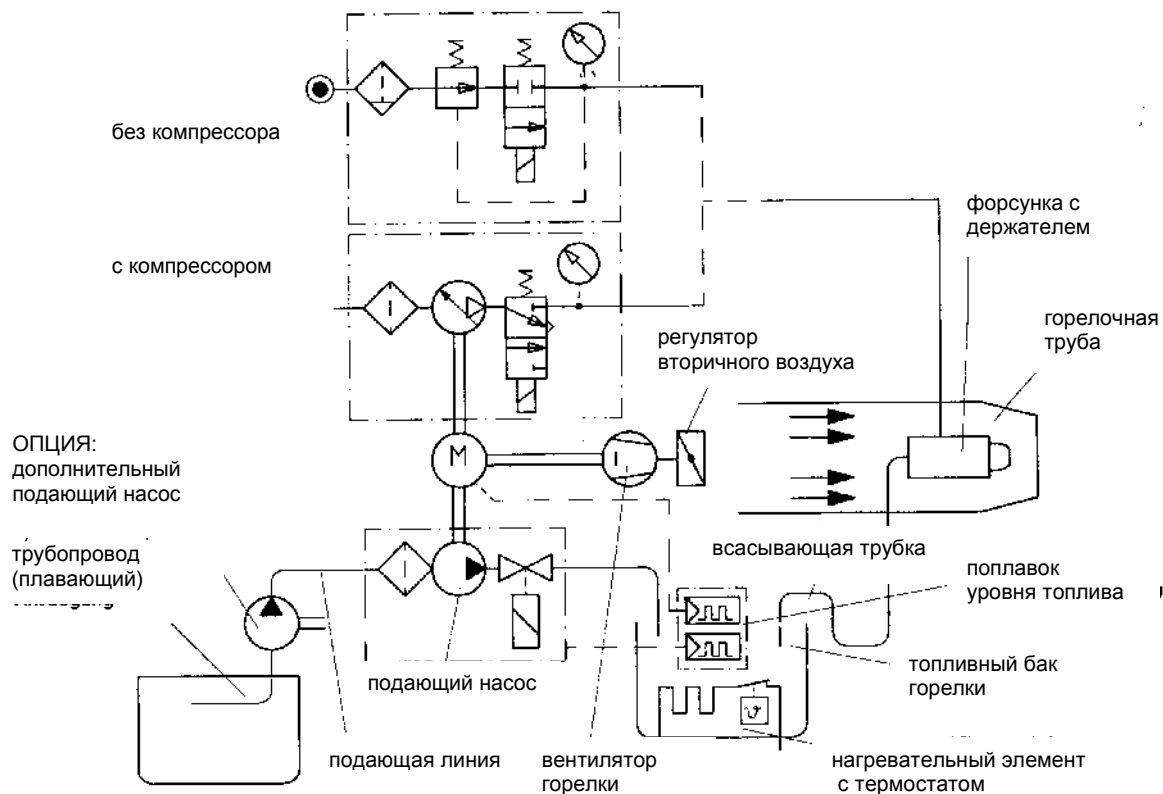 без компрессора
форсунка с
держателем
с компрессором
регулятор
вторичного воздуха
горелочная
труба
ОПЦИЯ:
дополнительный
подающий насос
M
трубопровод
(плавающий)
всасывающая трубка
поплавок
уровня топлива
подающий насос
топливный бак
горелки
ϑ
подающая линия
вентилятор
горелки
нагревательный элемент
с термостатом